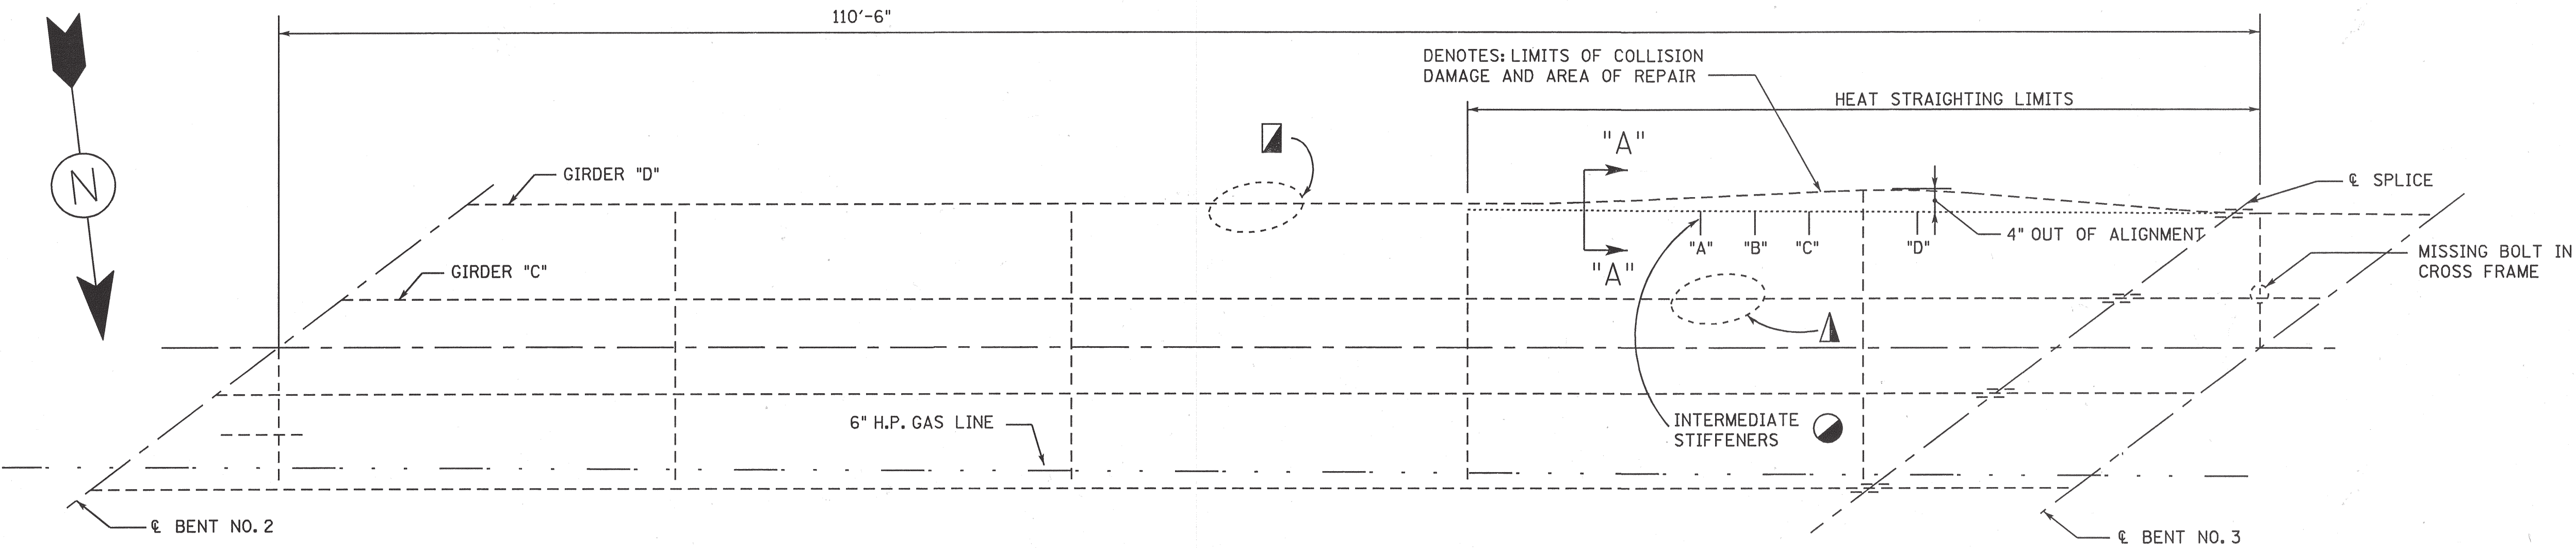 110'-6"
DENOTES: LIMITS OF COLLISION
DAMAGE AND AREA OF REPAIR
HEAT STRAIGHTING LIMITS
"A"
N
GIRDER "D"
℄ SPLICE
4" OUT OF ALIGNMENT
"A" "B" "C" "D"
MISSING BOLT IN
CROSS FRAME
GIRDER "C"
"A"
6" H.P. GAS LINE
INTERMEDIATE
STIFFENERS
℄ BENT NO. 2
℄ BENT NO. 3